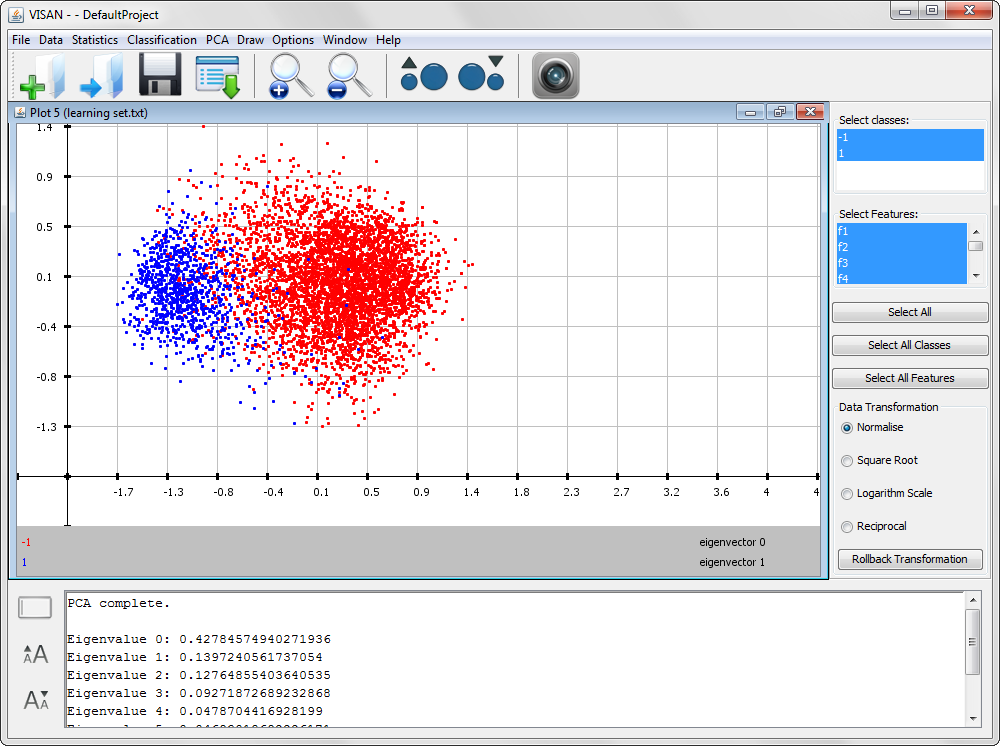 VISAN - - DefaultProject
File Data Statistics Classification PCA Draw Options Window Help
Plot 5 (learning set.txt)
1.4
0.9
0.5
0.1
-0.4
-0.8
-1.3
-1.7 -1.3 -0.8 -0.4 0.1 0.5 0.9 1.4 1.8 2.3 2.7 3.2 3.6 4 4
-1 eigenvector 0
1 eigenvector 1
Select classes:
-1
1
Select Features:
f1
f2
f3
f4
Select All
Select All Classes
Select All Features
Data Transformation
Normalise
Square Root
Logarithm Scale
Reciprocal
Rollback Transformation
AA
AA
PCA complete.
Eigenvalue 0: 0.42784574940271936
Eigenvalue 1: 0.1397240561737054
Eigenvalue 2: 0.12764855403640535
Eigenvalue 3: 0.09271872689232868
Eigenvalue 4: 0.0478704416928199